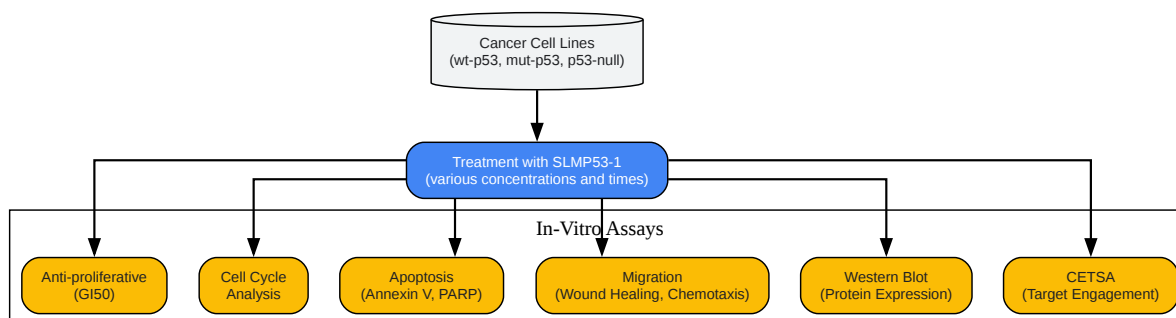 Cancer Cell Lines
(wt-p53, mut-p53, p53-null)
Treatment with SLMP53-1
(various concentrations and times)
In-Vitro Assays
Anti-proliferative
(GI50)
Cell Cycle
Analysis
Apoptosis
(Annexin V, PARP)
Migration
(Wound Healing, Chemotaxis)
Western Blot
(Protein Expression)
CETSA
(Target Engagement)